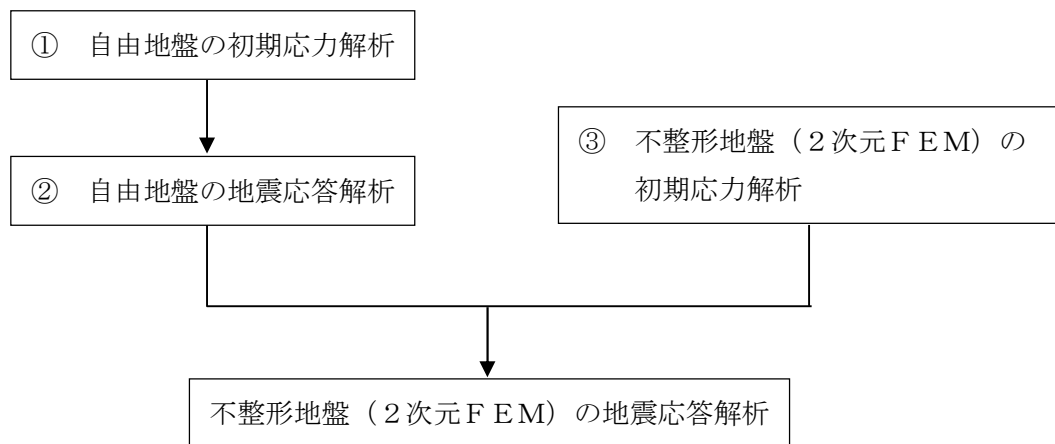 ① 自由地盤の初期応力解析
② 自由地盤の地震応答解析
③ 不整形地盤（２次元ＦＥＭ）の
初期応力解析
不整形地盤（２次元ＦＥＭ）の地震応答解析